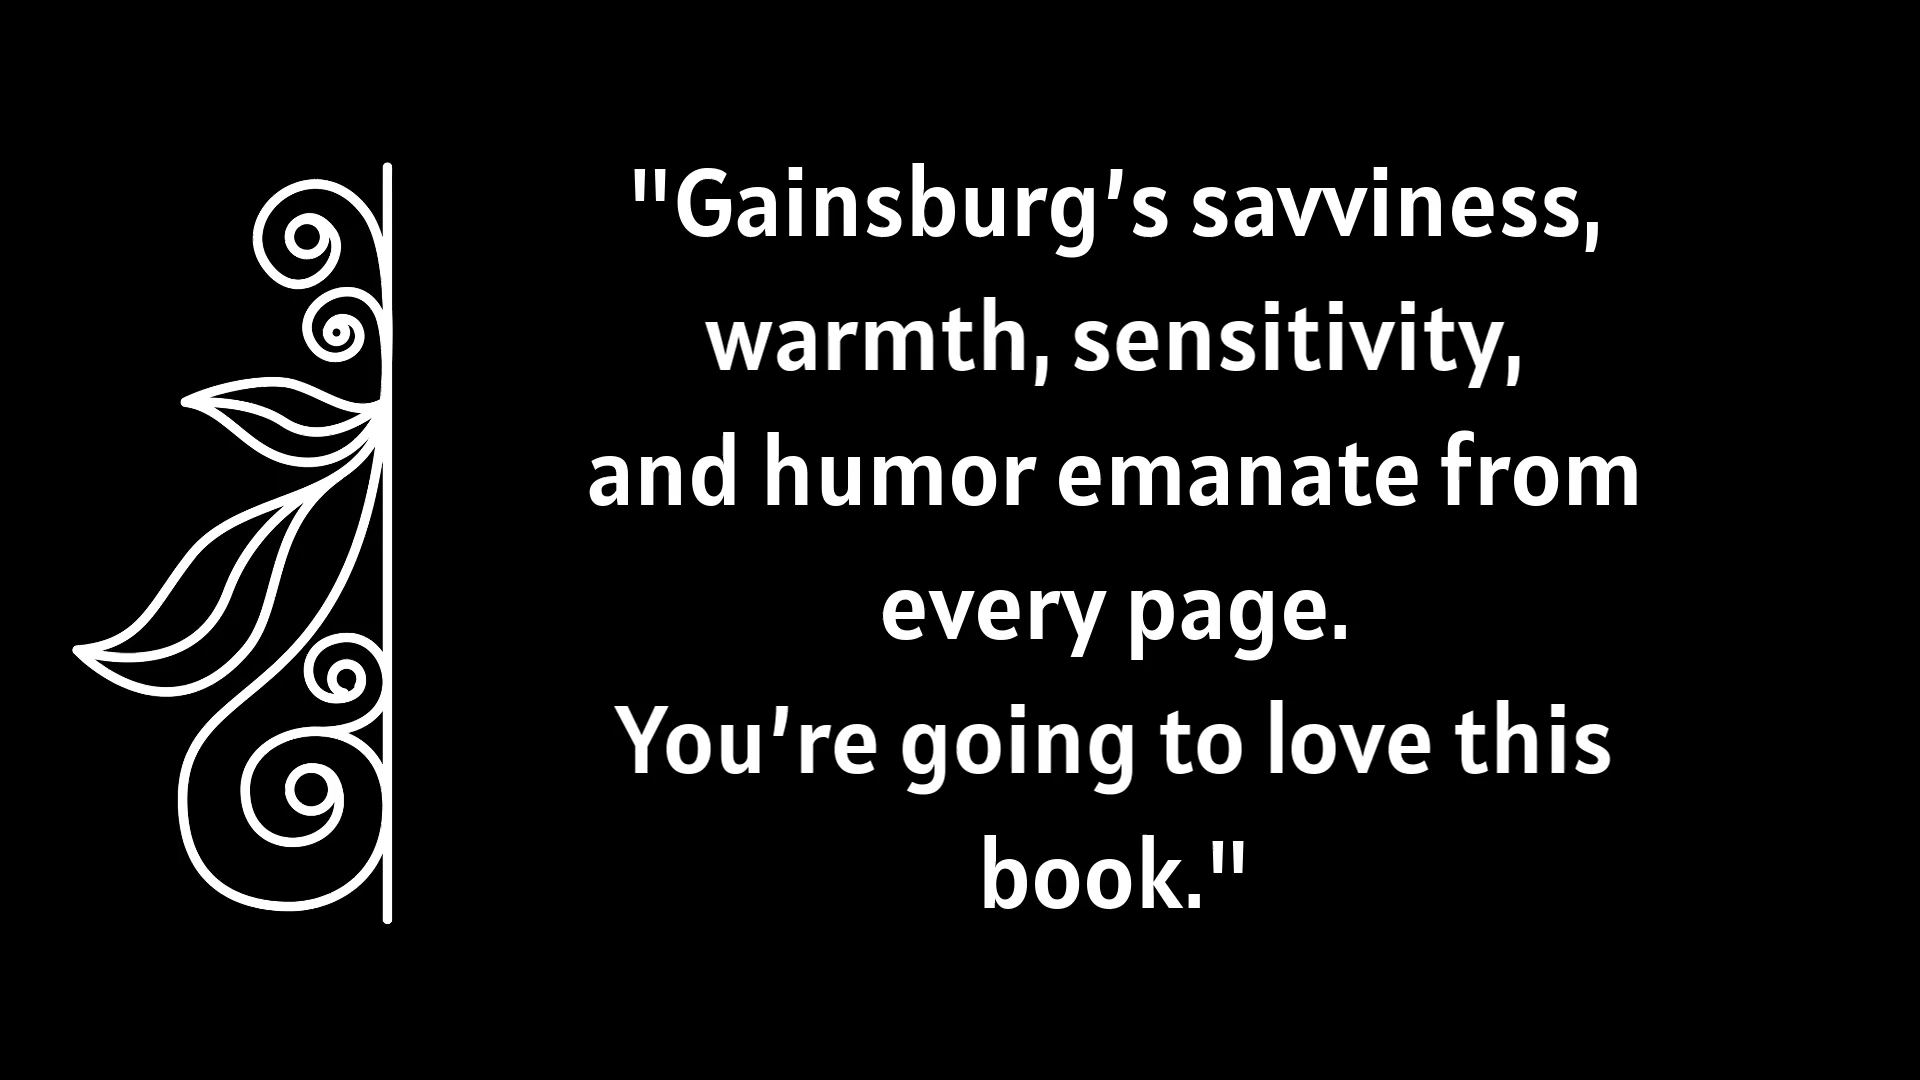 "Gainsburg's savviness,
warmth, sensitivity,
and humor emanate from
every page.
You're going to love this
book."